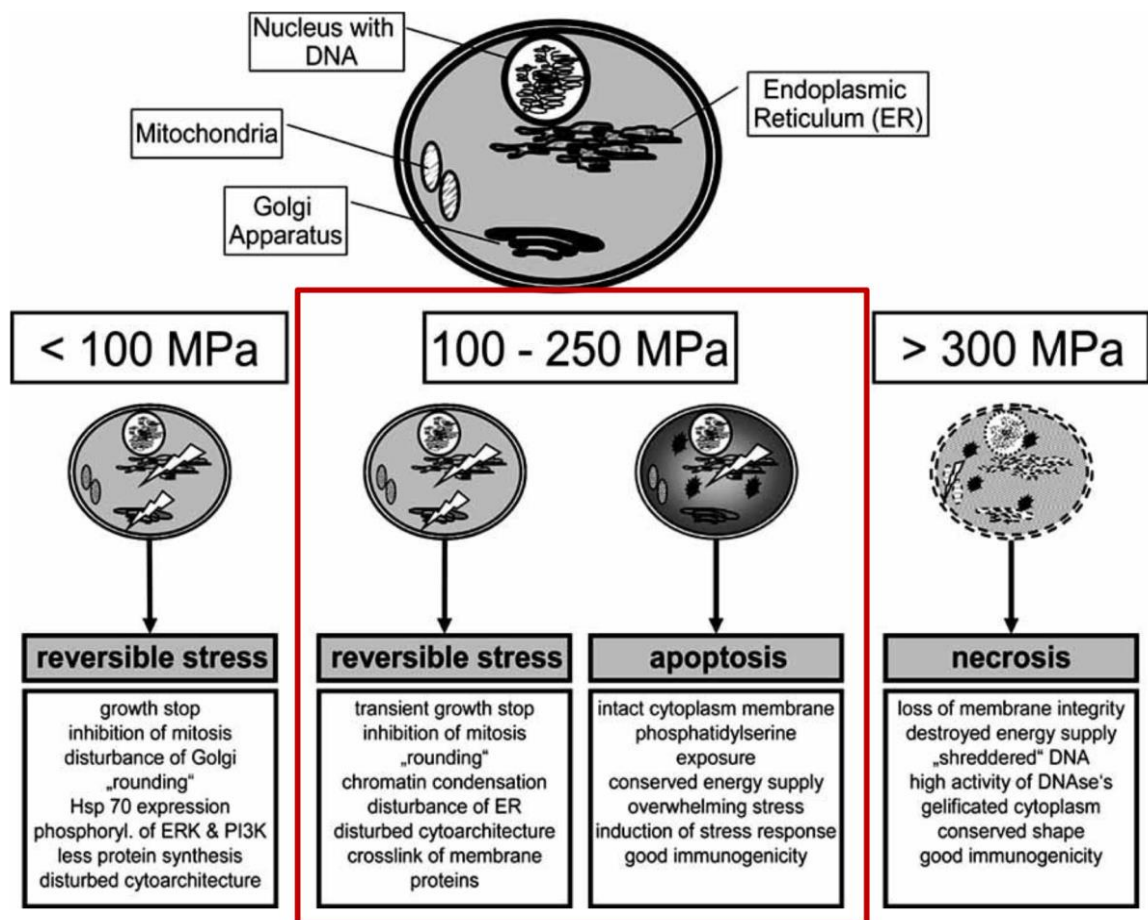 Nucleus with
DNA
Endoplasmic
Reticulum (ER)
Mitochondria
Golgi
Apparatus
< 100 MPa
100 - 250 MPa
> 300 MPa
reversible stress
growth stop
inhibition of mitosis
disturbance of Golgi
„rounding“
Hsp 70 expression
phosphoryl. of ERK & PI3K
less protein synthesis
disturbed cytoarchitecture
reversible stress
transient growth stop
inhibition of mitosis
„rounding“
chromatin condensation
disturbance of ER
disturbed cytoarchitecture
crosslink of membrane
proteins
apoptosis
intact cytoplasm membrane
phosphatidylserine
exposure
conserved energy supply
overwhelming stress
induction of stress response
good immunogenicity
necrosis
loss of membrane integrity
destroyed energy supply
„shreddered“ DNA
high activity of DNAse‘s
gelificated cytoplasm
conserved shape
good immunogenicity